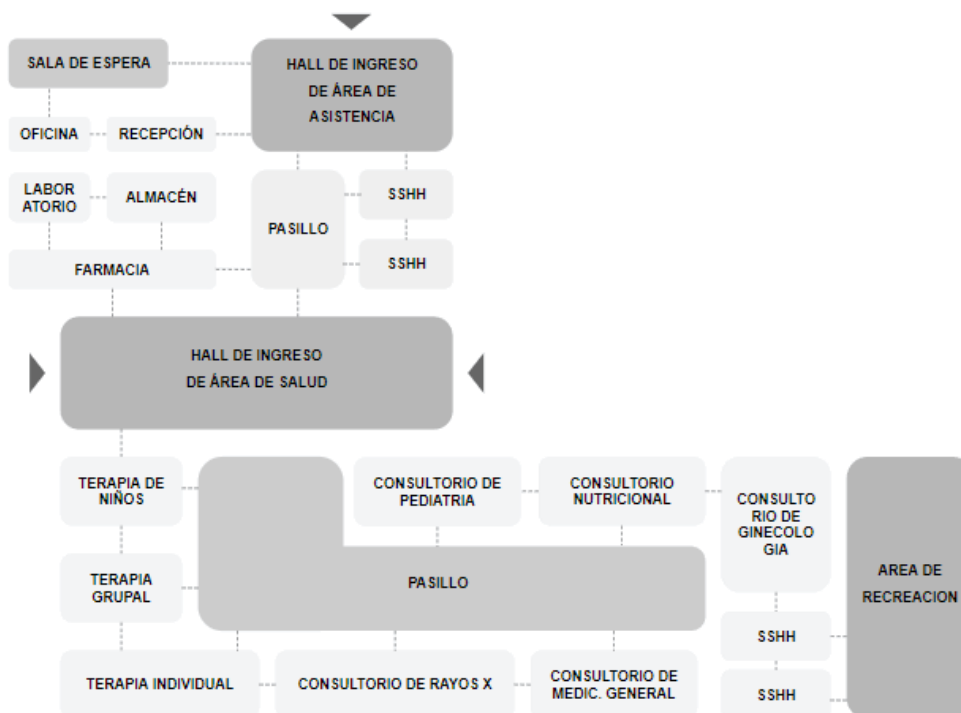 SALA DE ESPERA
HALL DE INGRESO
DE ÁREA DE
ASISTENCIA
OFICINA
RECEPCIÓN
LABOR
ATORIO
ALMACÉN
PASILLO
SSHH
SSHH
FARMACIA
HALL DE INGRESO
DE ÁREA DE SALUD
TERAPIA DE
NIÑOS
CONSULTORIO DE
PEDIATRIA
CONSULTORIO
NUTRICIONAL
CONSULTO
RIO DE
GINECOLO
GIA
TERAPIA
GRUPAL
PASILLO
AREA DE
RECREACION
SSHH
TERAPIA INDIVIDUAL
CONSULTORIO DE RAYOS X
CONSULTORIO DE
MEDIC. GENERAL
SSHH